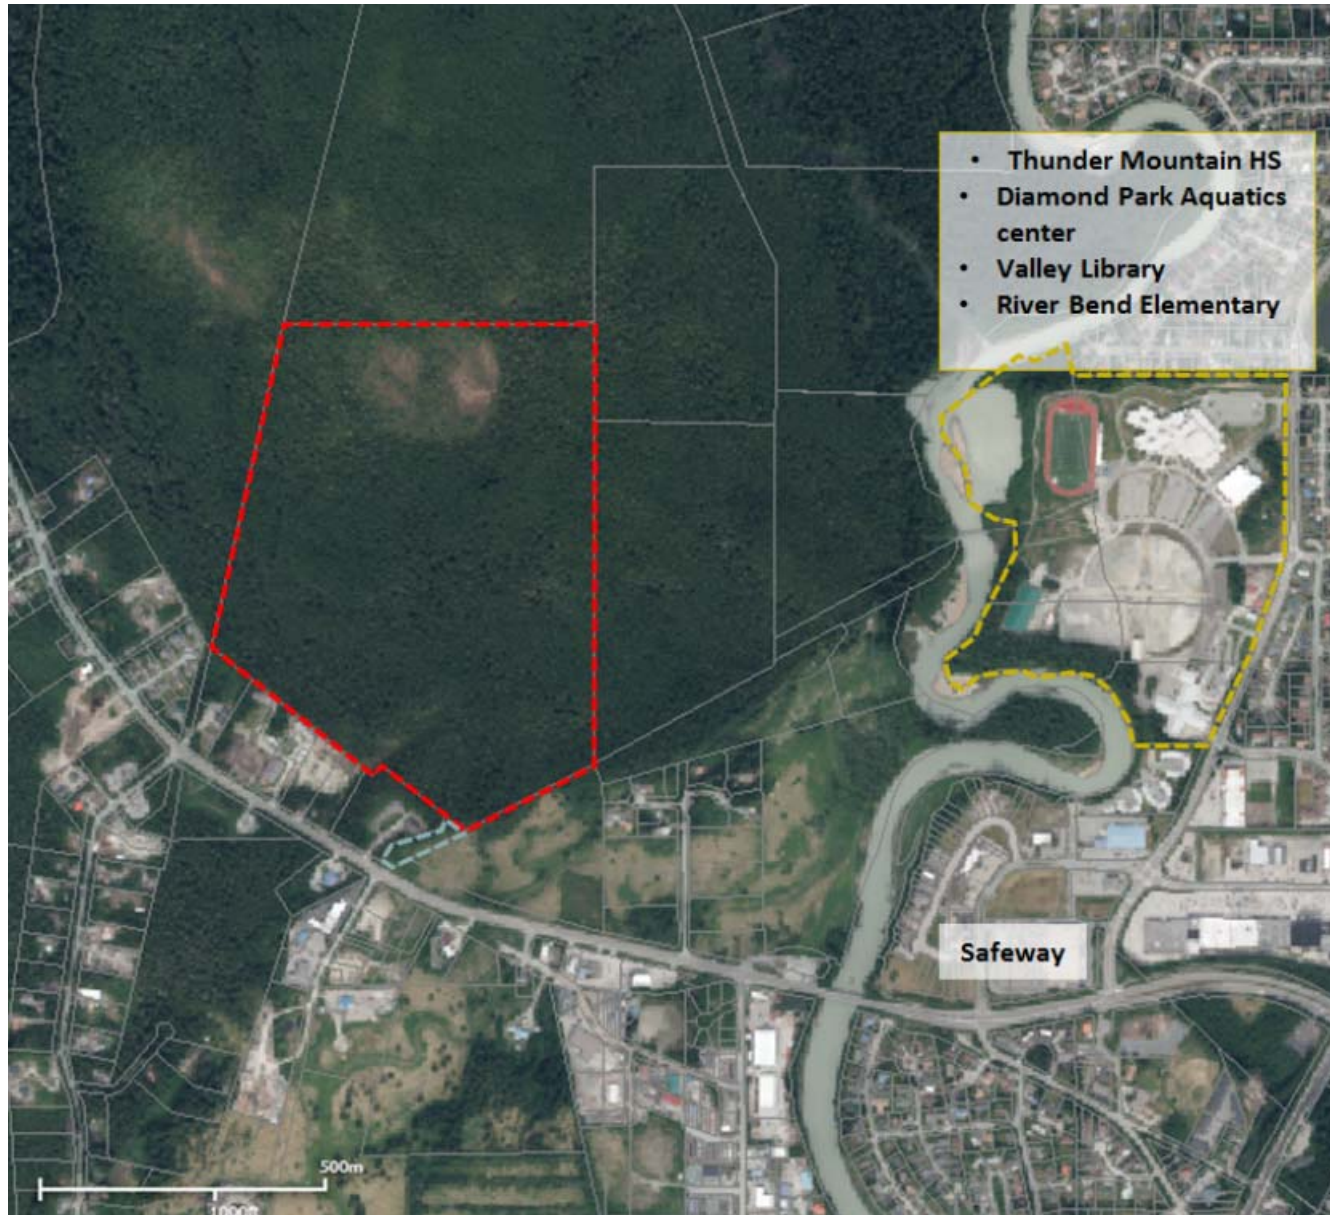 • Thunder Mountain HS
• Diamond Park Aquatics
center
• Valley Library
• River Bend Elementary
Safeway
500m
1000ft